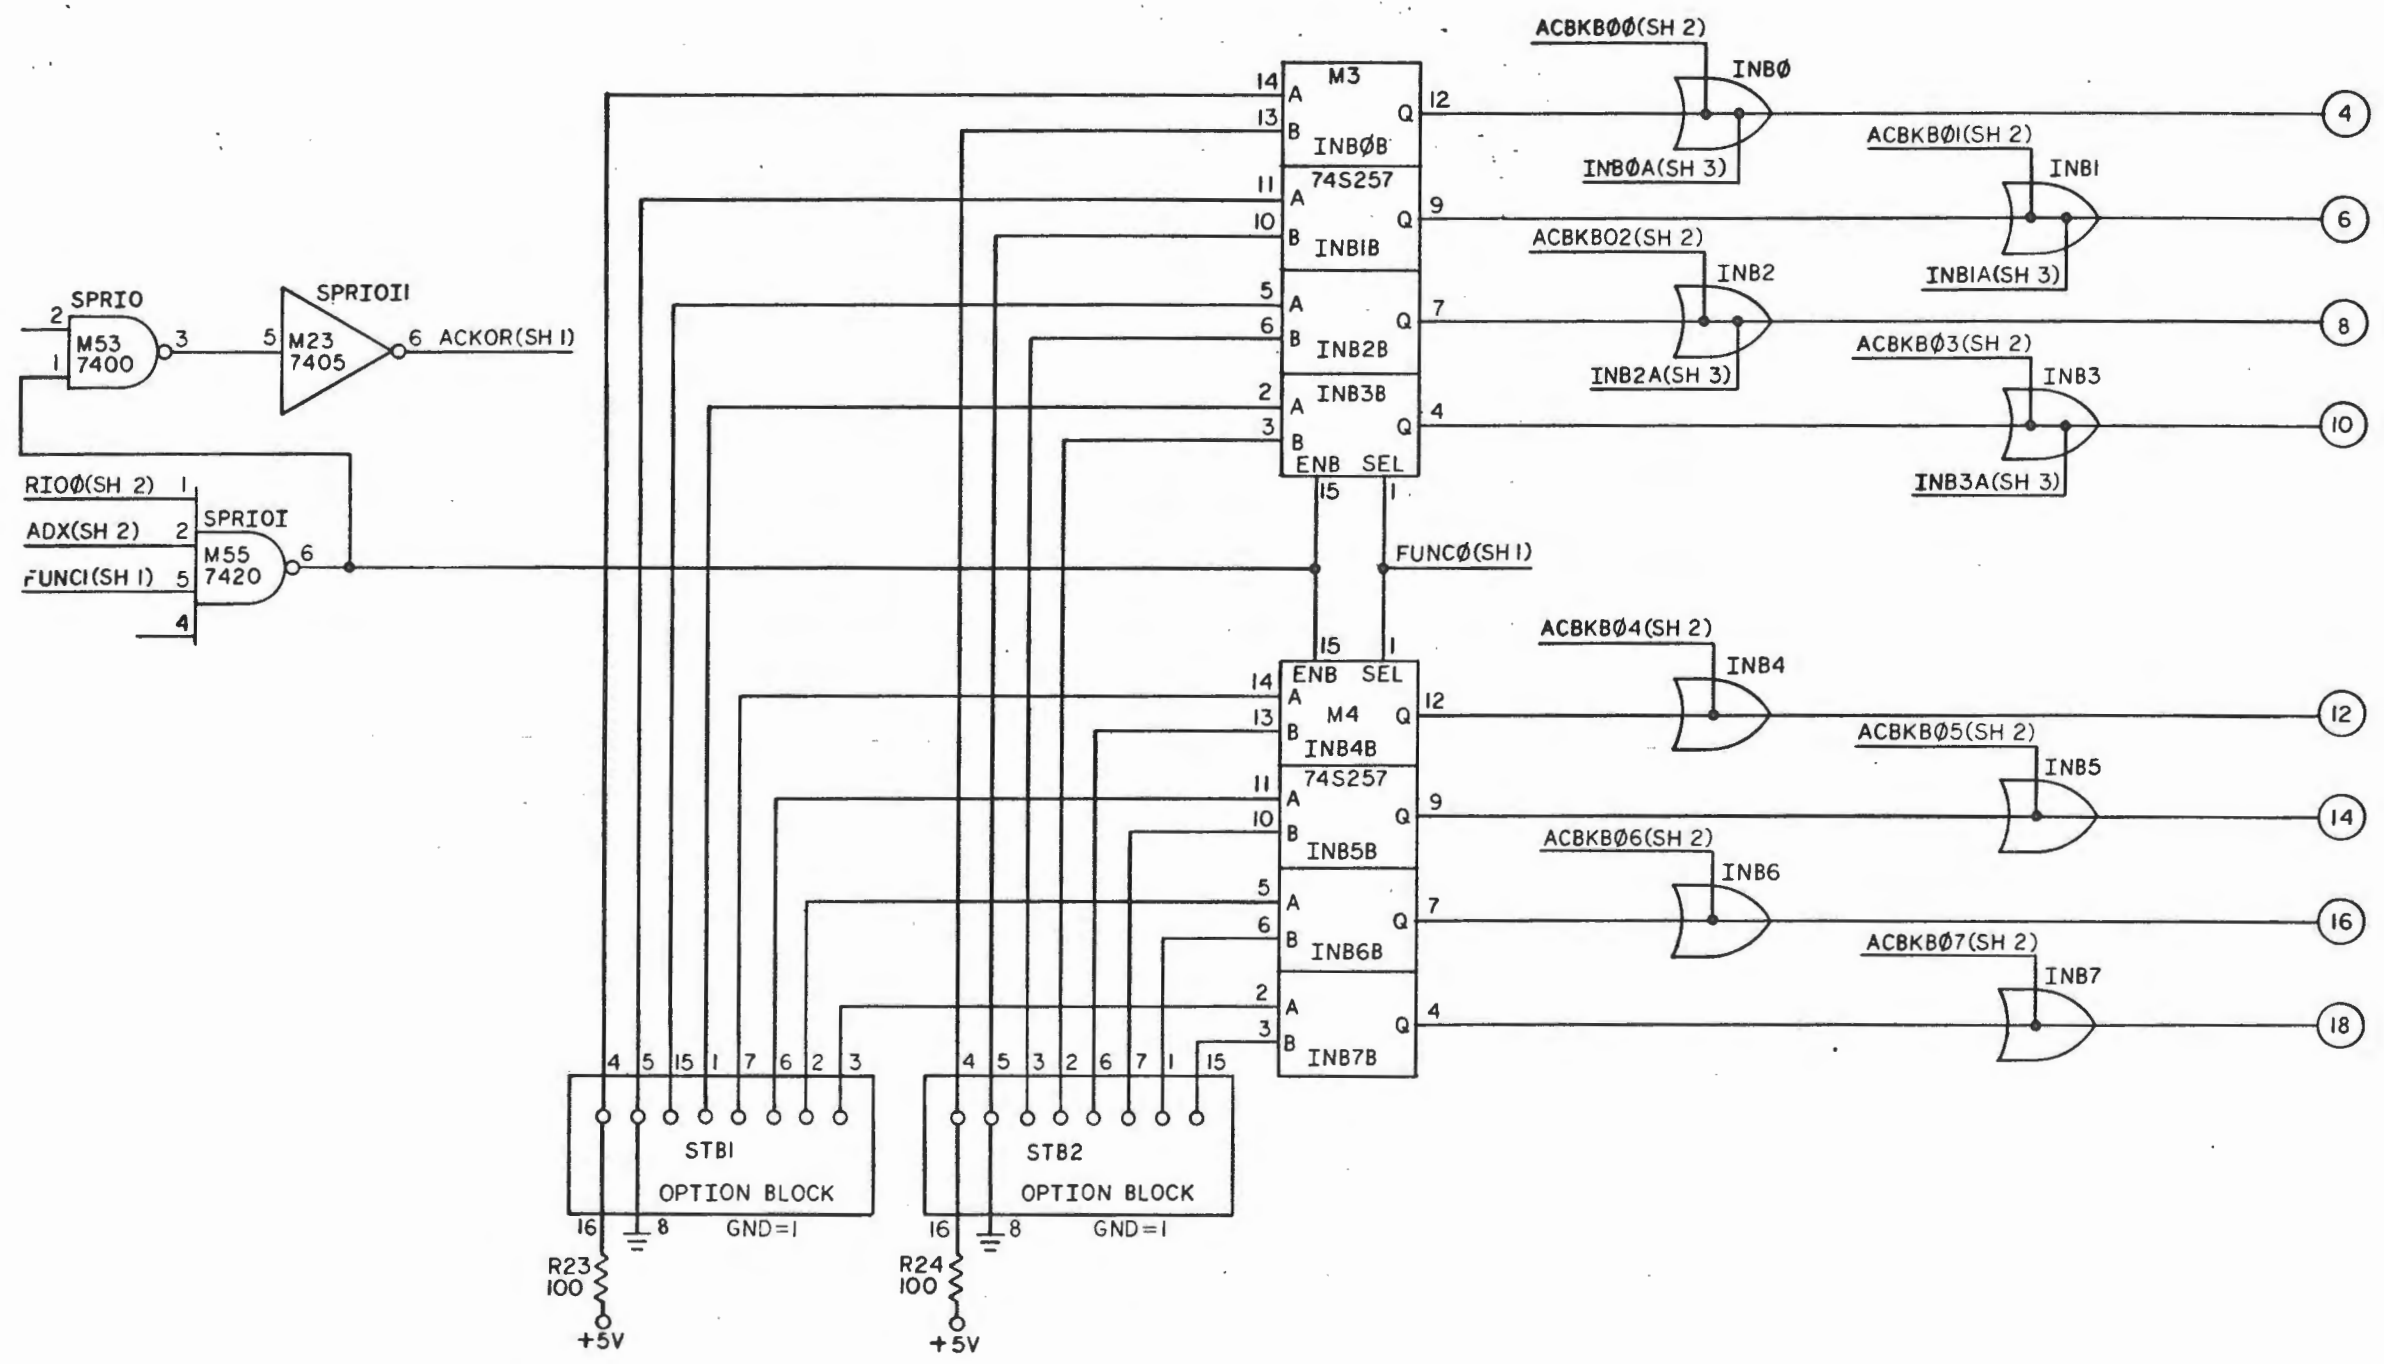 ACBKBØØ(SH 2)
M3
INBØ
14
A
Q
12
4
13
B
INBØB
INBØA(SH 3)
ACBKBØ1(SH 2)
INB1
11
A
74S257
Q
9
6
10
B
INB1B
ACBKBO2(SH 2)
INB1A(SH 3)
INB2
5
A
Q
7
8
6
B
INB2B
INB2A(SH 3)
ACBKBØ3(SH 2)
INB3
2
A
INB3B
Q
4
10
3
B
ENB SEL
15
1
INB3A(SH 3)
SPRIO
2
M53
7400
3
1
SPRIOI1
5
M23
7405
6
ACKOR(SH 1)
RIOØ(SH 2)
1
SPRIOI
ADX(SH 2)
2
M55
7420
6
FUNC1(SH 1)
5
4
FUNCØ(SH 1)
15
1
ENB SEL
ACBKBØ4(SH 2)
INB4
14
A
M4
Q
12
12
13
B
INB4B
ACBKBØ5(SH 2)
INB5
11
A
74S257
Q
9
14
10
B
INB5B
ACBKBØ6(SH 2)
INB6
5
A
Q
7
16
6
B
INB6B
ACBKBØ7(SH 2)
INB7
2
A
Q
4
18
3
B
INB7B
4 5 15 1 7 6 2 3
STB1
OPTION BLOCK
16
8
GND=1
R23
100
+5V
4 5 3 2 6 7 1 15
STB2
OPTION BLOCK
16
8
GND=1
R24
100
+5V